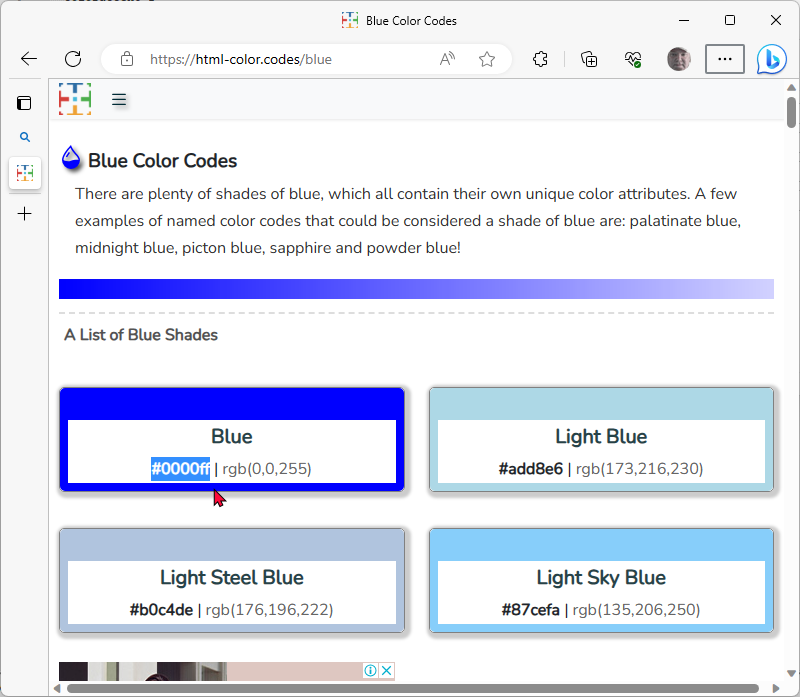 Blue Color Codes
https://html-color.codes/blue
Blue Color Codes
There are plenty of shades of blue, which all contain their own unique color attributes. A few
examples of named color codes that could be considered a shade of blue are: palatinate blue,
midnight blue, picton blue, sapphire and powder blue!
A List of Blue Shades
Blue
#0000ff | rgb(0,0,255)
Light Blue
#add8e6 | rgb(173,216,230)
Light Steel Blue
#b0c4de | rgb(176,196,222)
Light Sky Blue
#87cefa | rgb(135,206,250)